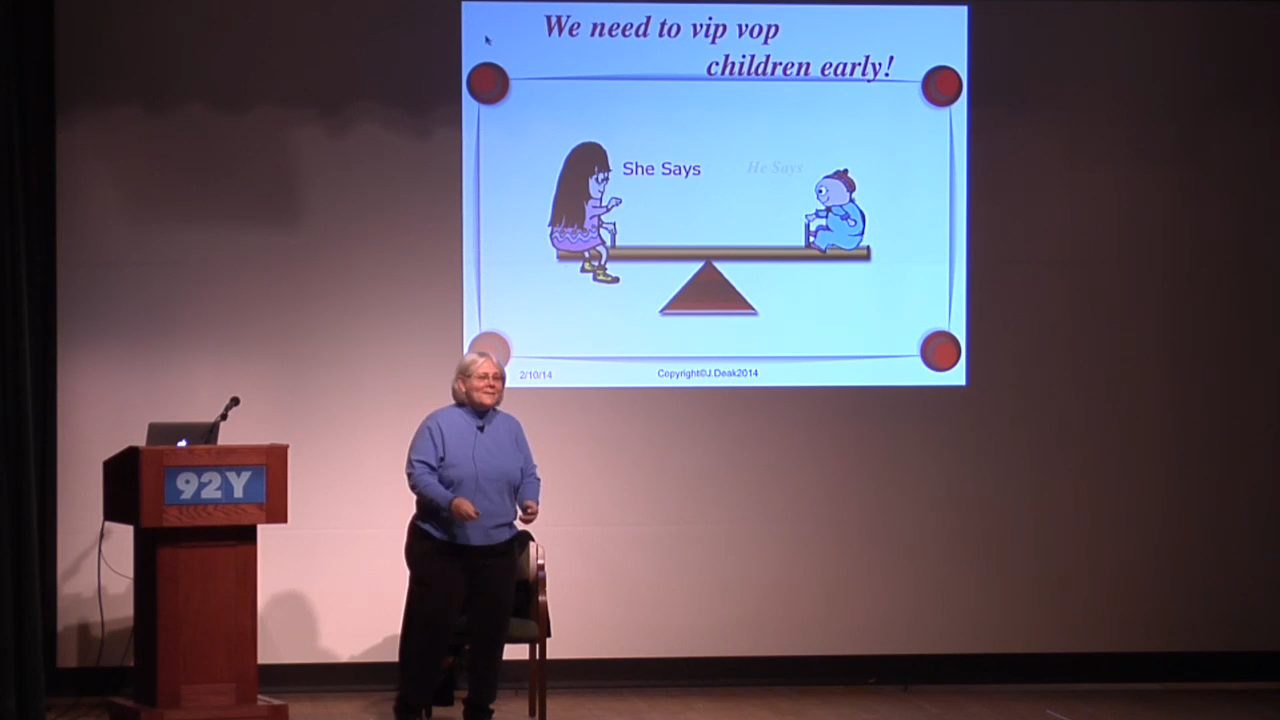 We need to vip vop
children early!
She Says
He Says
2/10/14
Copyright©J.Deak2014
92Y